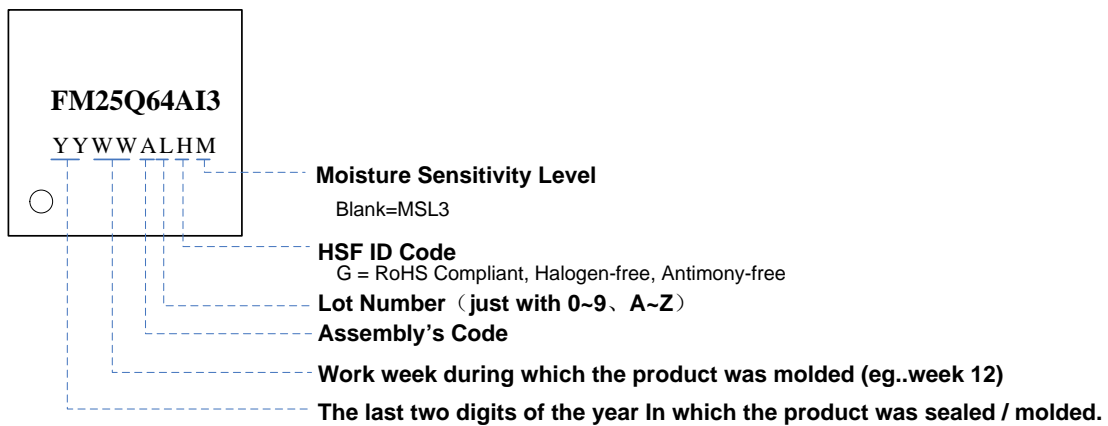 FM25Q64AI3
YYWWALHM
Moisture Sensitivity Level
Blank=MSL3
HSF ID Code
G = RoHS Compliant, Halogen-free, Antimony-free
Lot Number（just with 0~9、A~Z）
Assembly’s Code
Work week during which the product was molded (eg..week 12)
The last two digits of the year In which the product was sealed / molded.